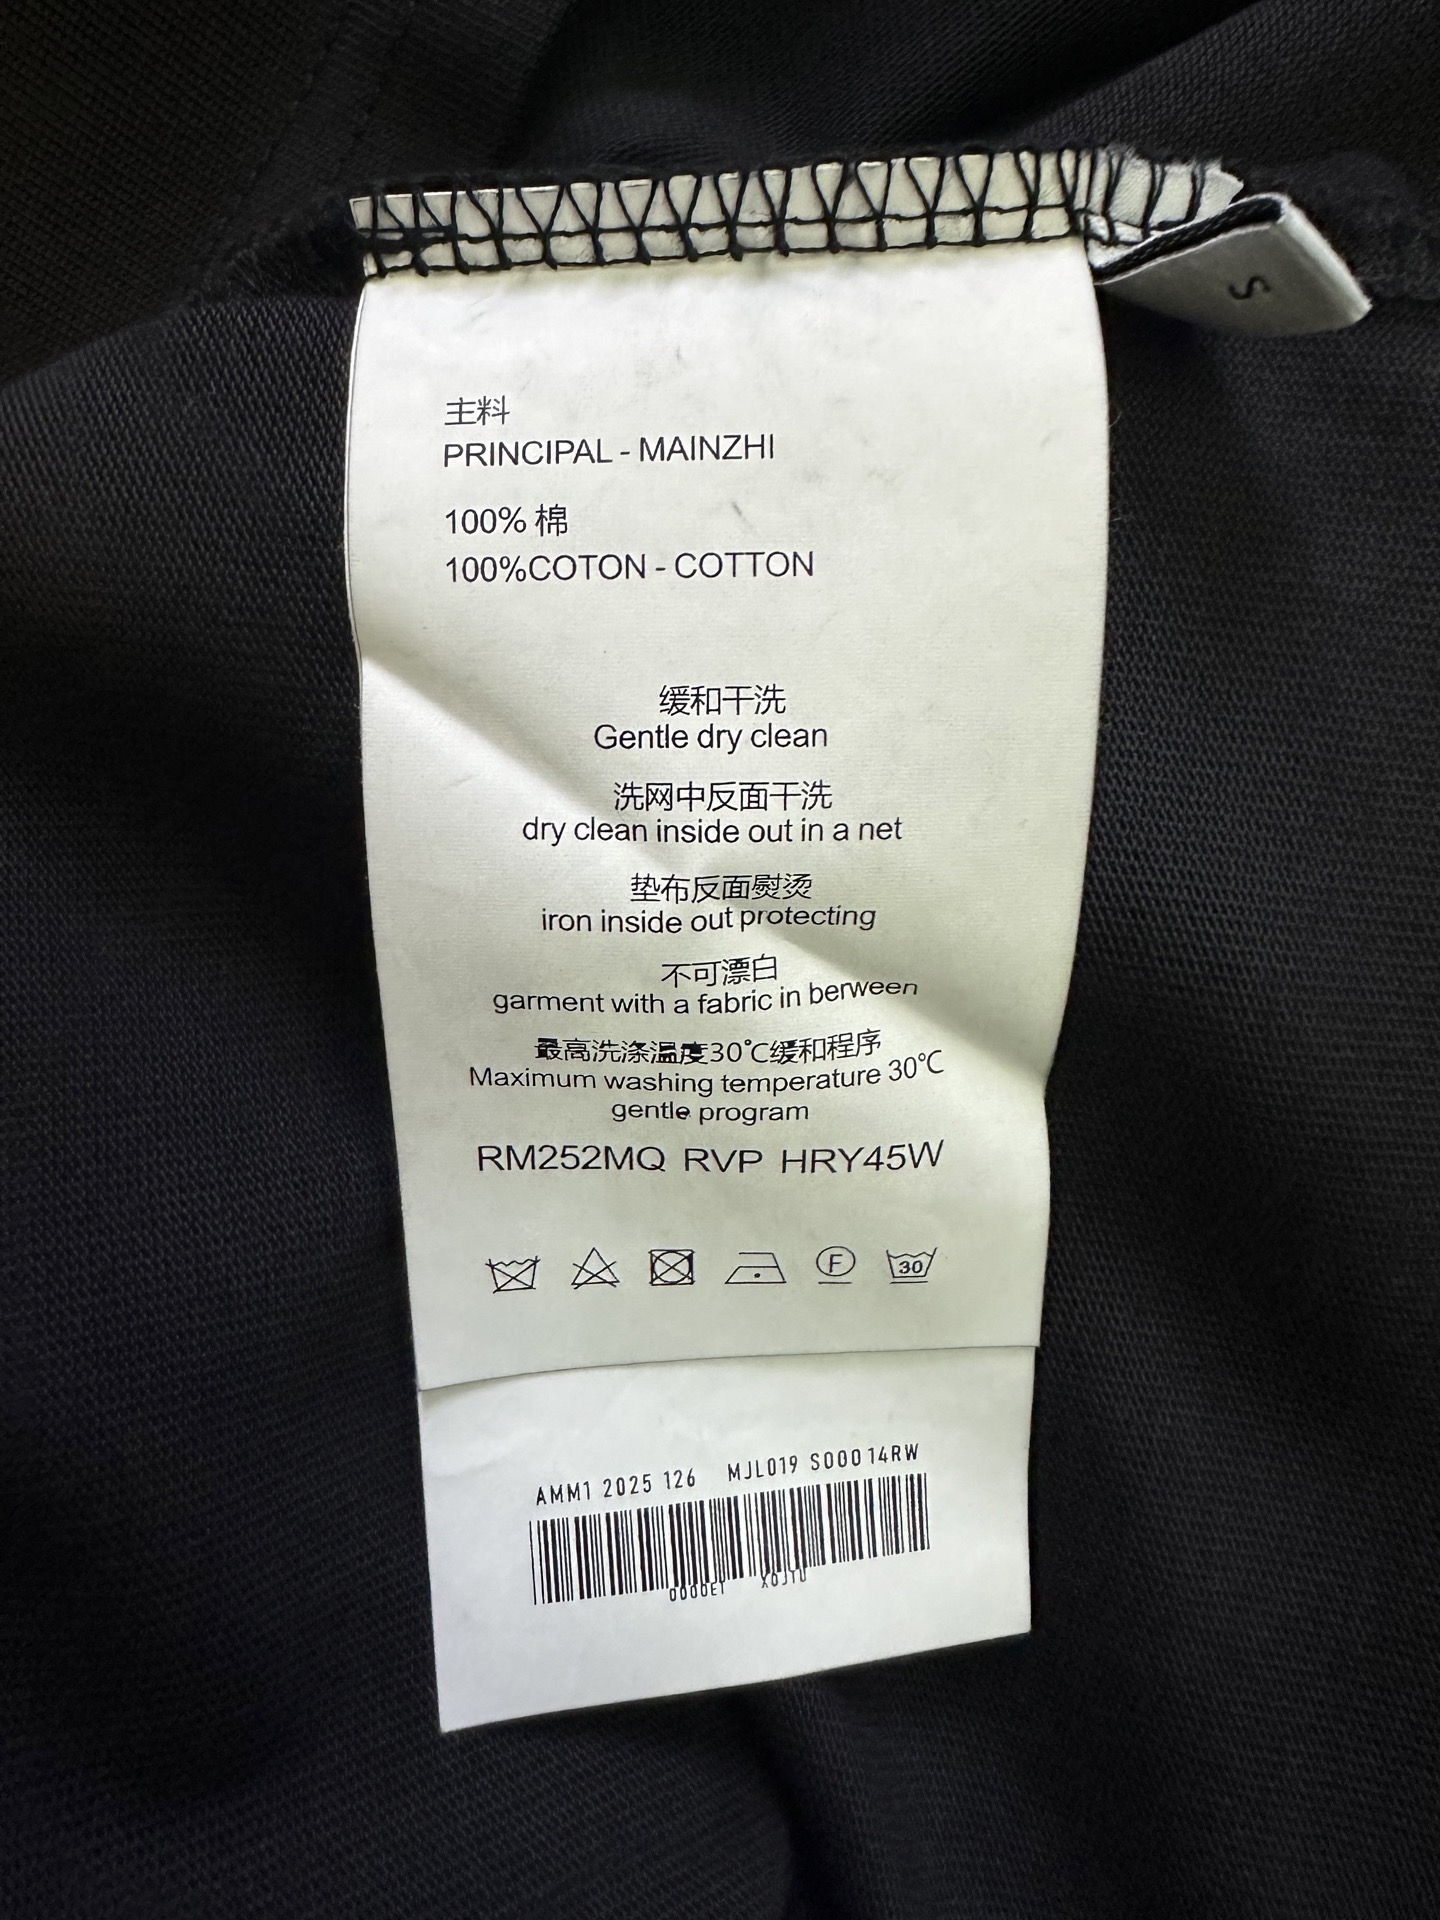 S
主料
PRINCIPAL - MAINZHI
100% 棉
100%COTON - COTTON
缓和干洗
Gentle dry clean
洗网中反面干洗
dry clean inside out in a net
垫布反面熨烫
iron inside out protecting
不可漂白
garment with a fabric in berween
最高洗涤温度30℃缓和程序
Maximum washing temperature 30℃
gentle program
RM252MQ RVP HRY45W
F
30
AMM1 2025 126 MJL019 S00014RW